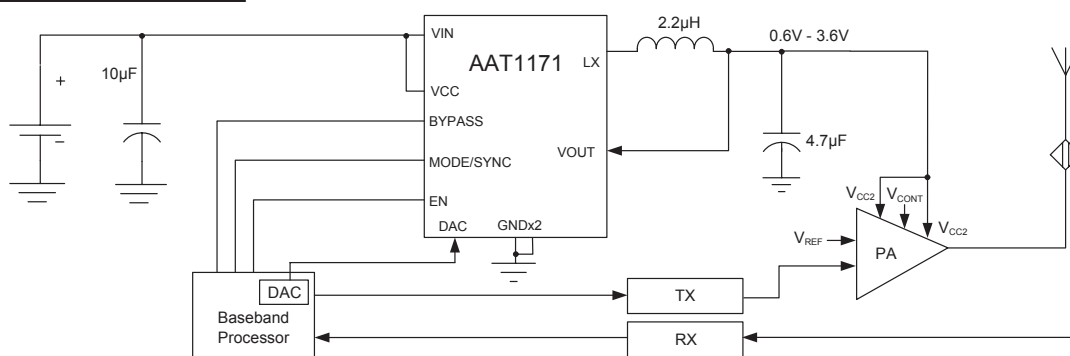 2.2µH
0.6V - 3.6V
VIN
10µF
+
AAT1171
LX
VCC
BYPASS
4.7µF
–
VOUT
MODE/SYNC
EN
VCC2
VCONT
DAC
GNDx2
VCC2
VREF
PA
DAC
TX
Baseband
Processor
RX